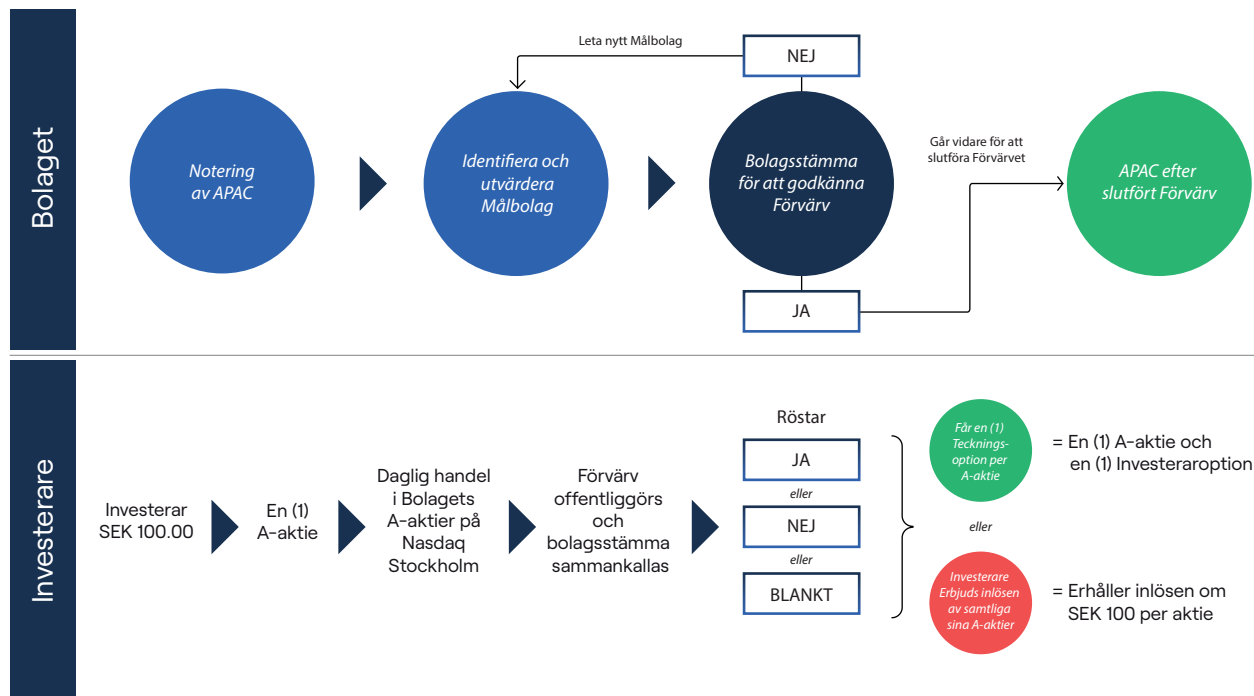 Bolaget
Leta nytt Målbolag
NEJ
Notering
av APAC
Identifiera och
utvärdera
Målbolag
Bolagsstämma
för att godkänna
Förvärv
Går vidare för att
slutföra Förvärvet
APAC efter
slutfört Förvärv
JA
Investerare
Investerar
SEK 100.00
En (1)
A-aktie
Daglig handel
i Bolagets
A-aktier på
Nasdaq
Stockholm
Förvärv
offentliggörs
och
bolagsstämma
sammankallas
Röstar
JA
eller
NEJ
eller
BLANKT
Får en (1)
Tecknings-
option per
A-aktie
= En (1) A-aktie och
en (1) Investeraroption
eller
Investerare
Erbjuds inlösen
av samtliga
sina A-aktier
= Erhåller inlösen om
SEK 100 per aktie